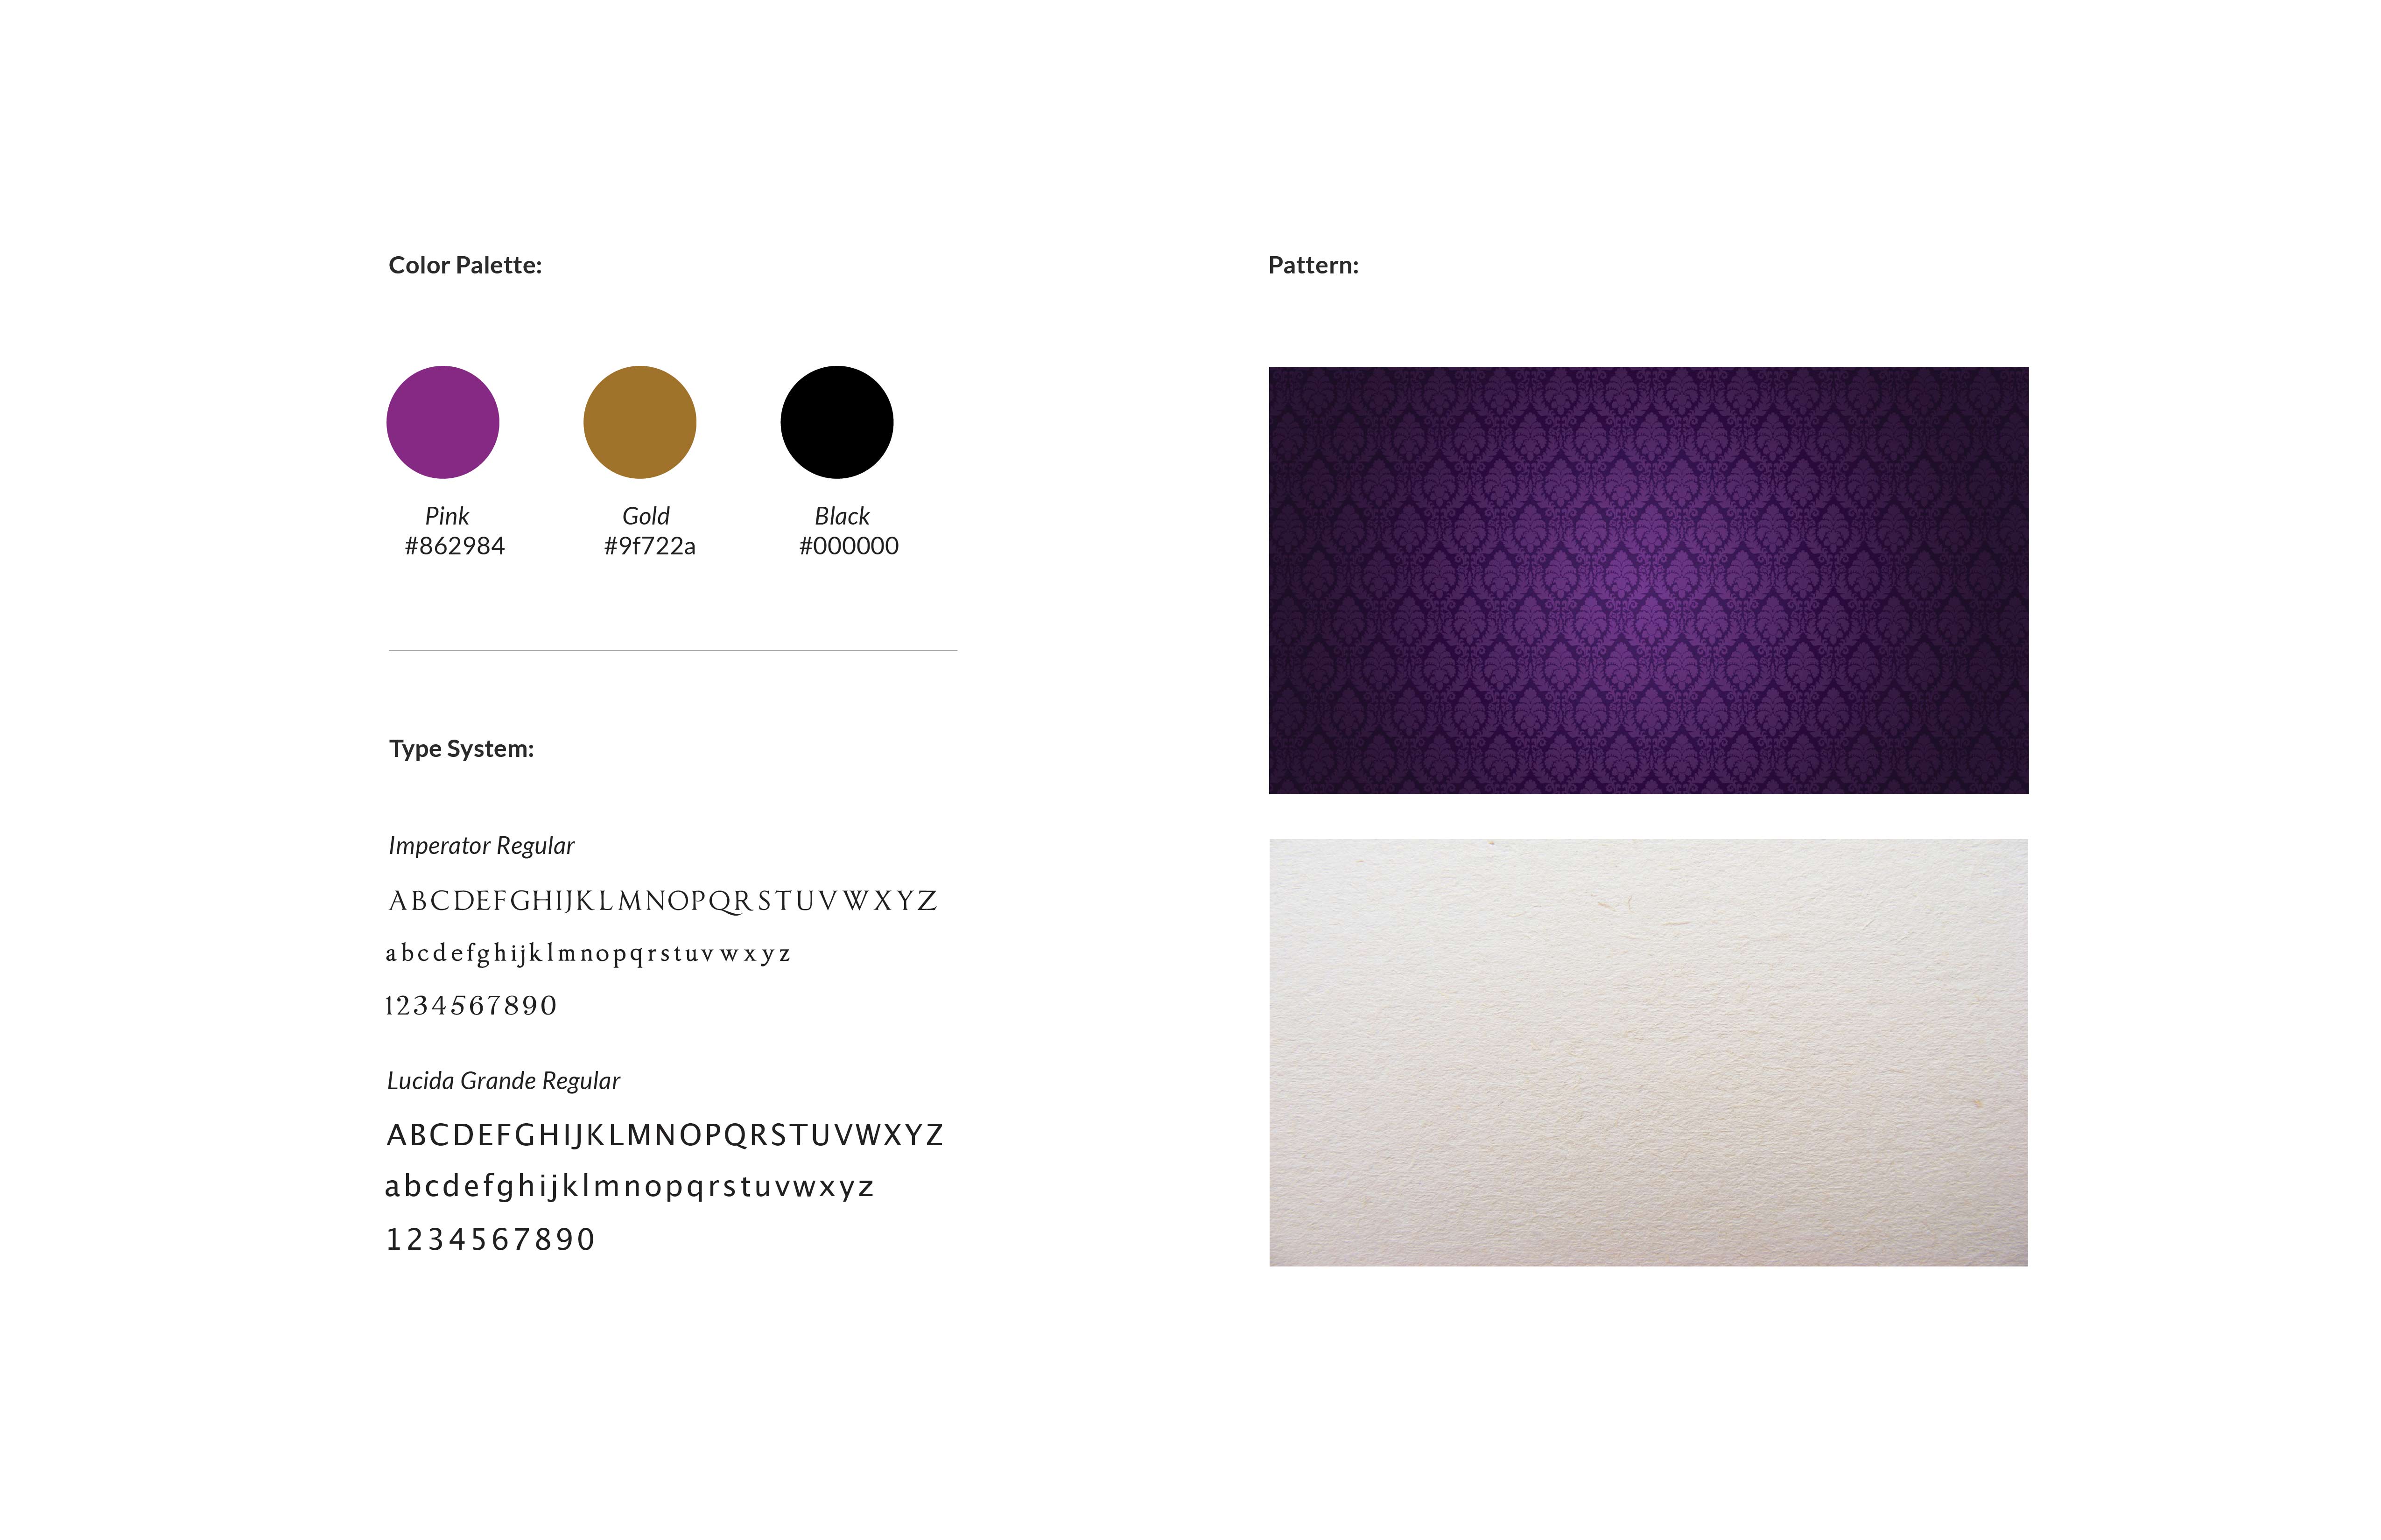 Color Palette:
Pink
#862984
Gold
#9f722a
Black
#000000
Type System:
Imperator Regular
ABCDEFGHIJKLMNOPQRSTUVWXYZ
abcdefghijklmnopqrstuvwxyz
1234567890
Lucida Grande Regular
ABCDEFGHIJKLMNOPQRSTUVWXYZ
abcdefghijklmnopqrstuvwxyz
1234567890
Pattern: